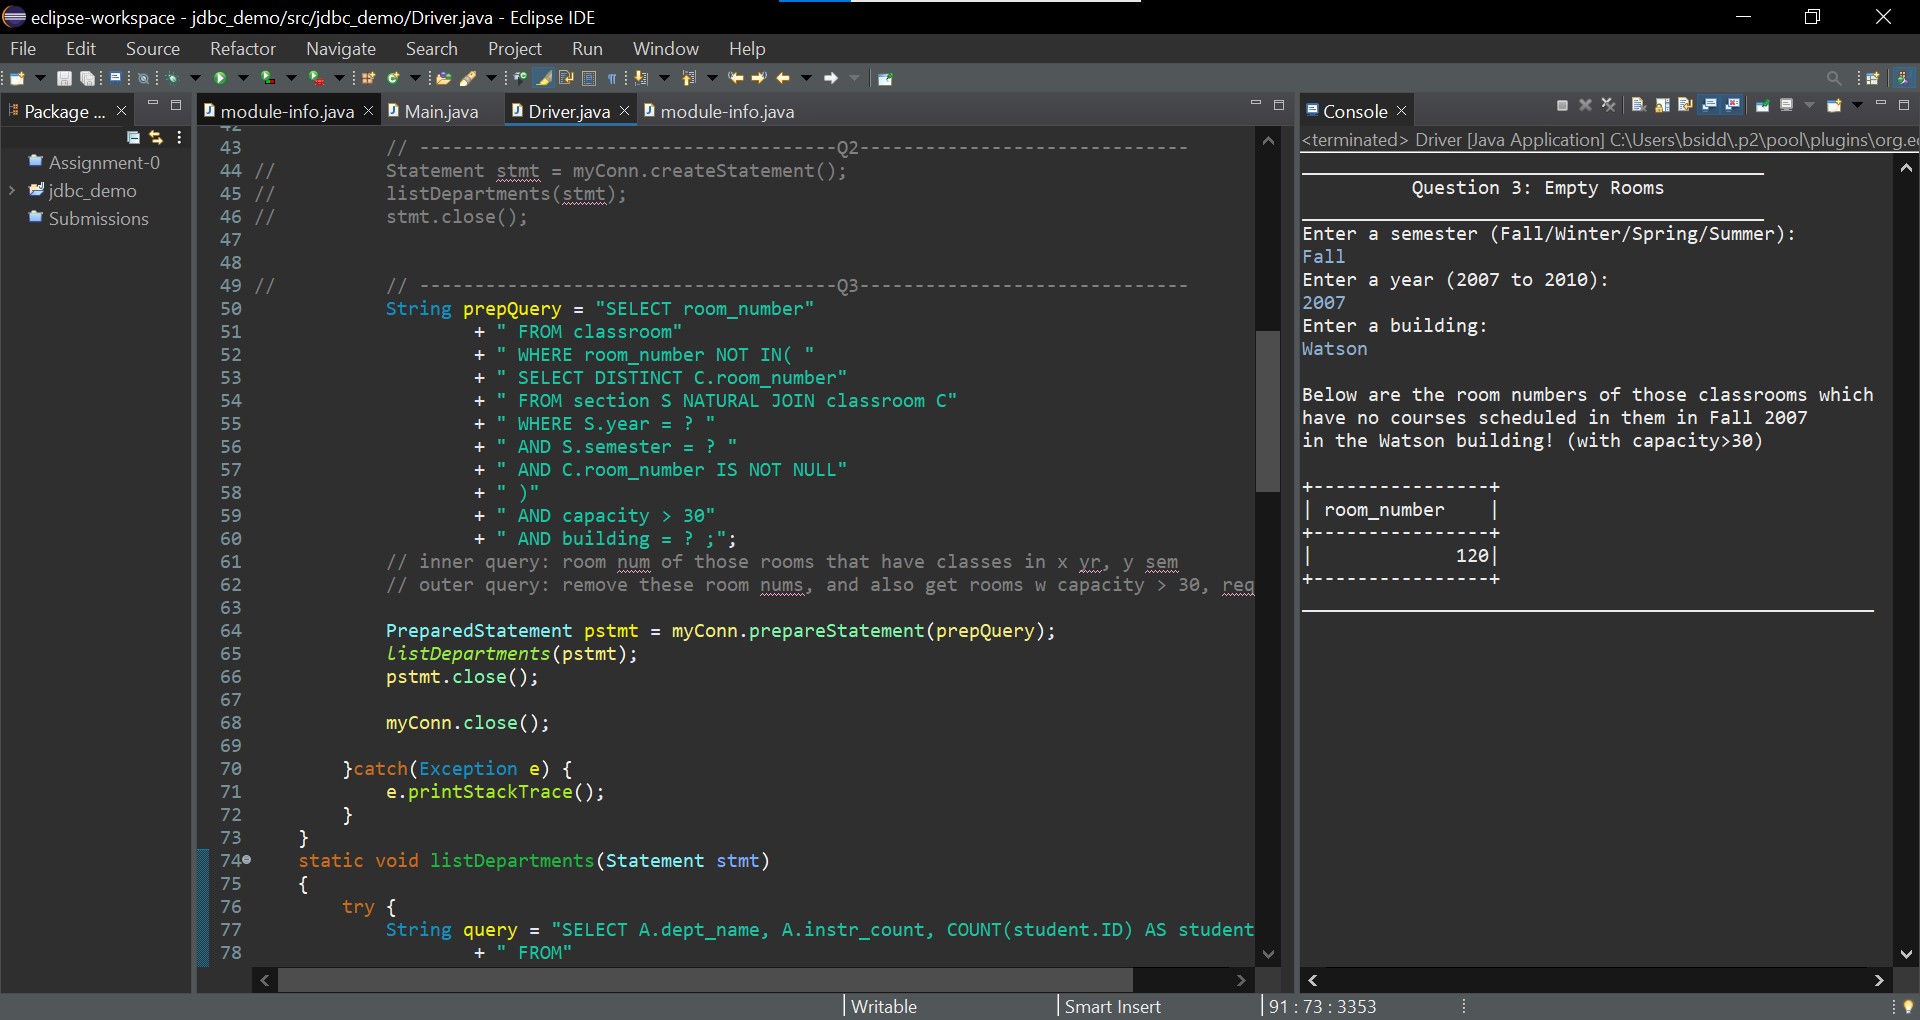 eclipse-workspace - jdbc_demo/src/jdbc_demo/Driver.java - Eclipse IDE
File Edit Source Refactor Navigate Search Project Run Window Help
Package ...
Assignment-0
jdbc_demo
Submissions
module-info.java Main.java Driver.java module-info.java
43 // --------------------------------------Q2------------------------------
44 // Statement stmt = myConn.createStatement();
45 // listDepartments(stmt);
46 // stmt.close();
47
48
49 // // --------------------------------------Q3------------------------------
50 String prepQuery = "SELECT room_number"
51 + " FROM classroom"
52 + " WHERE room_number NOT IN( "
53 + " SELECT DISTINCT C.room_number"
54 + " FROM section S NATURAL JOIN classroom C"
55 + " WHERE S.year = ? "
56 + " AND S.semester = ? "
57 + " AND C.room_number IS NOT NULL"
58 + " )"
59 + " AND capacity > 30"
60 + " AND building = ? ;";
61 // inner query: room num of those rooms that have classes in x yr, y sem
62 // outer query: remove these room nums, and also get rooms w capacity > 30, req
63
64 PreparedStatement pstmt = myConn.prepareStatement(prepQuery);
65 listDepartments(pstmt);
66 pstmt.close();
67
68 myConn.close();
69
70 }catch(Exception e) {
71 e.printStackTrace();
72 }
73 }
74 static void listDepartments(Statement stmt)
75 {
76 try {
77 String query = "SELECT A.dept_name, A.instr_count, COUNT(student.ID) AS student
78 + " FROM"
Console
<terminated> Driver [Java Application] C:\Users\bsidd\.p2\pool\plugins\org.e
Question 3: Empty Rooms
Enter a semester (Fall/Winter/Spring/Summer):
Fall
Enter a year (2007 to 2010):
2007
Enter a building:
Watson
Below are the room numbers of those classrooms which
have no courses scheduled in them in Fall 2007
in the Watson building! (with capacity>30)
+----------------+
| room_number |
+----------------+
| 120|
+----------------+
Writable Smart Insert 91 : 73 : 3353